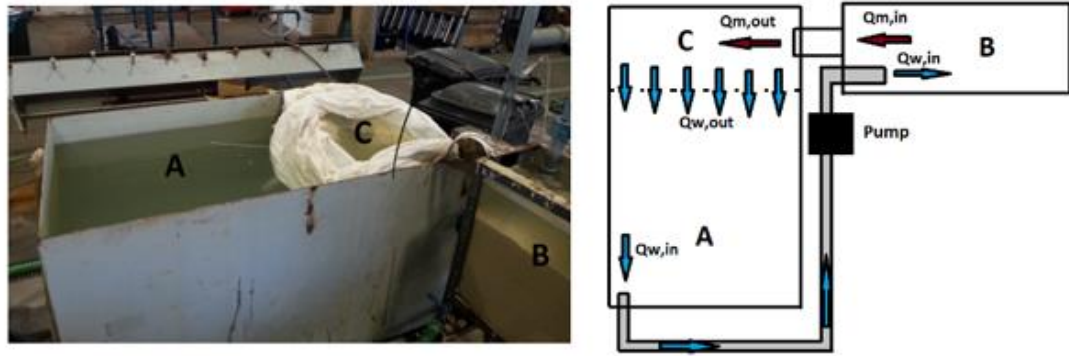 A
C
B
Qm,out
Qm,in
C
B
Qw,in
Qw,out
Pump
A
Qw,in